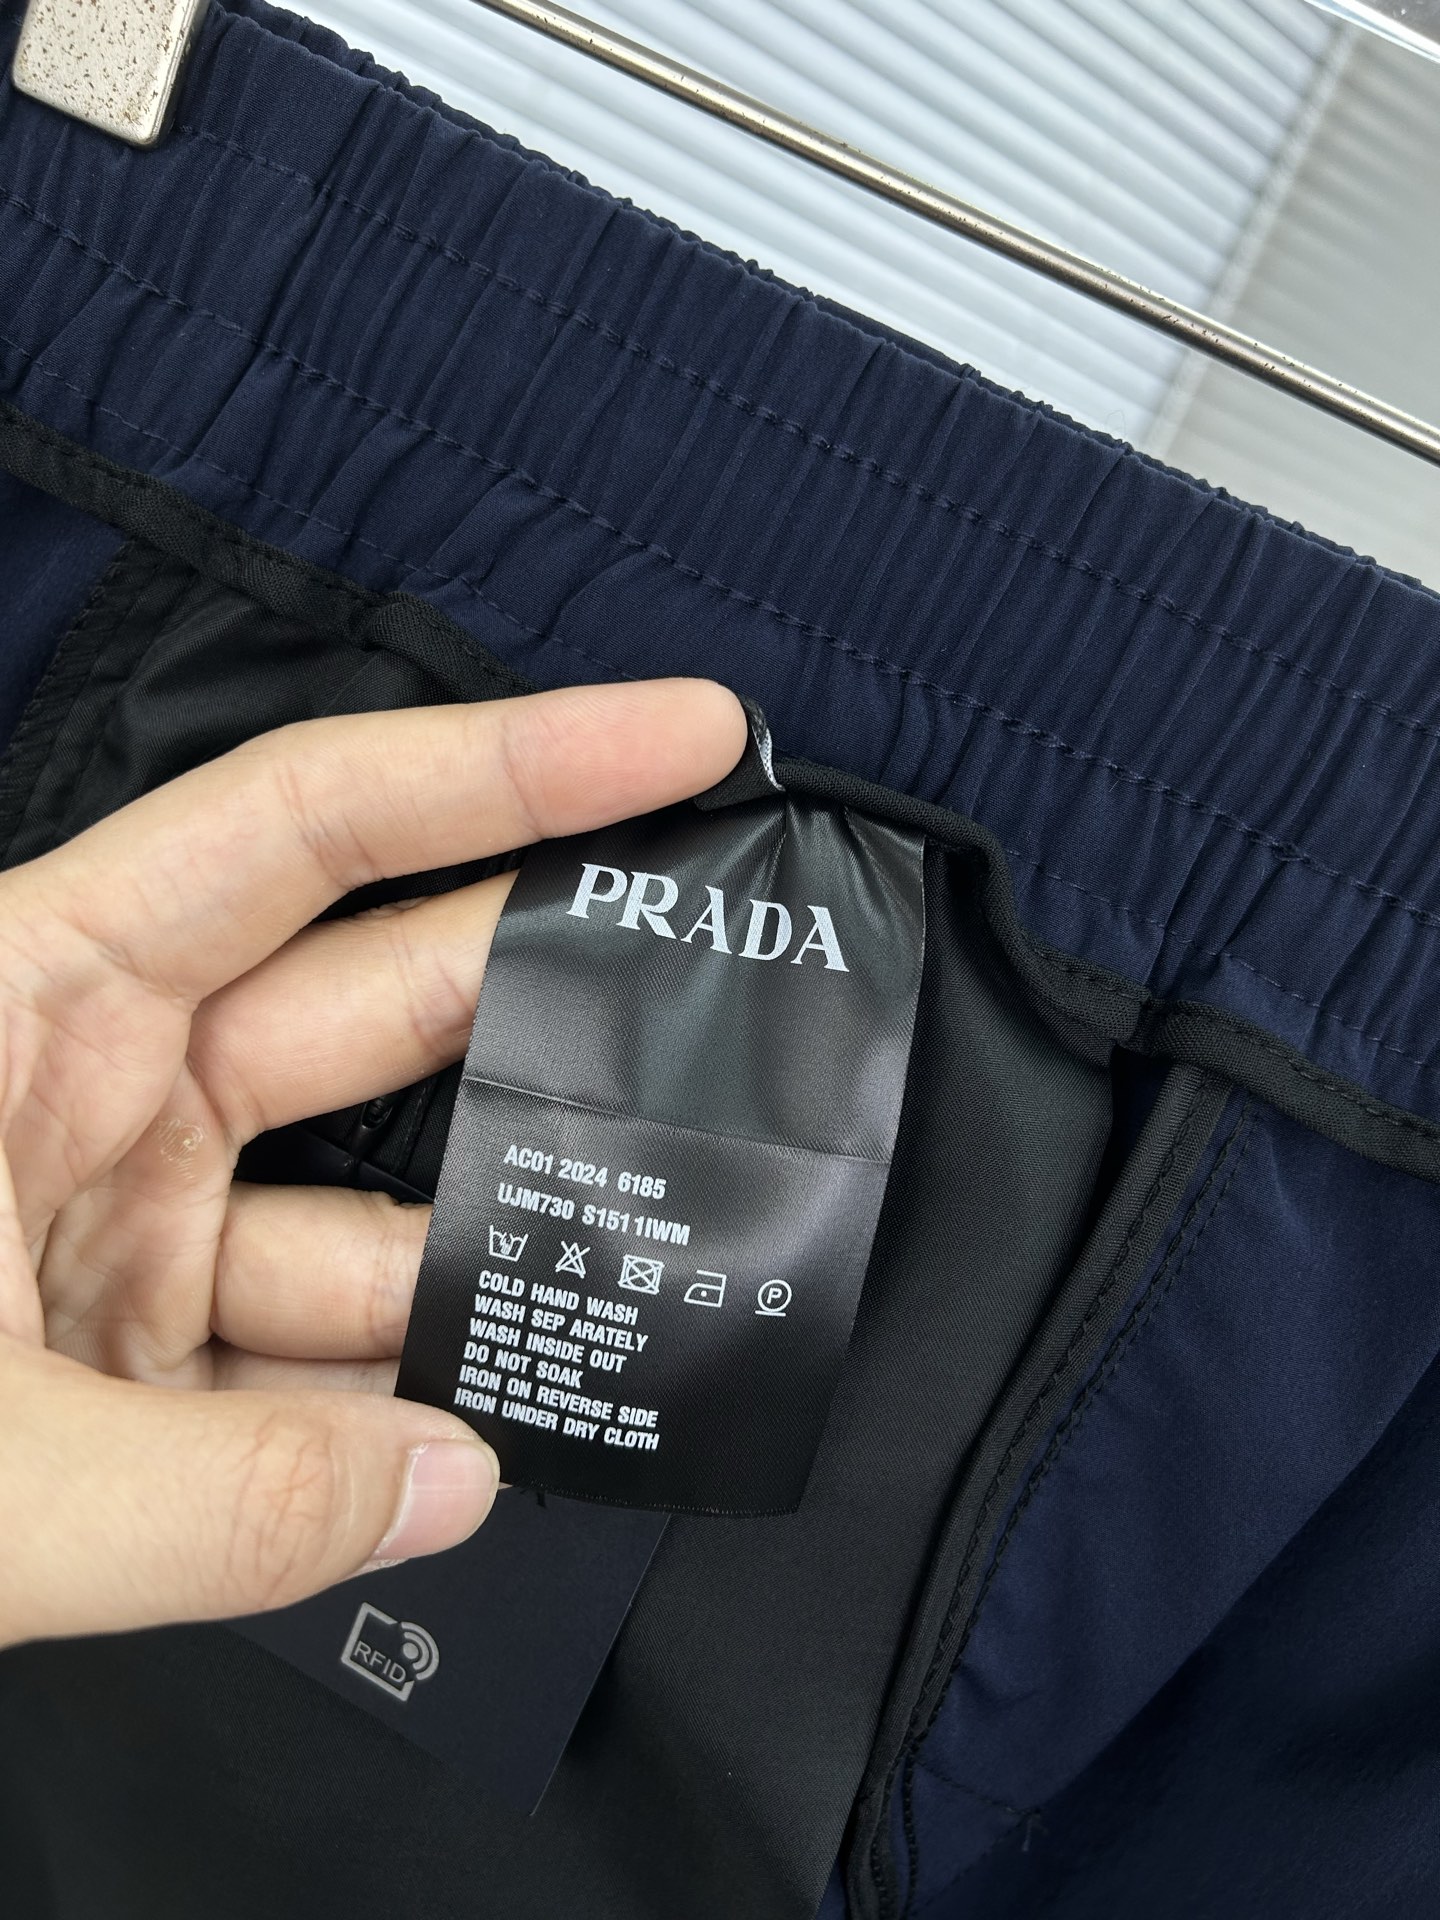 PRADA
AC01 2024 6185
UJM730 S151 1IWM
P
COLD HAND WASH
WASH SEP ARATELY
WASH INSIDE OUT
DO NOT SOAK
IRON ON REVERSE SIDE
IRON UNDER DRY CLOTH
RFID